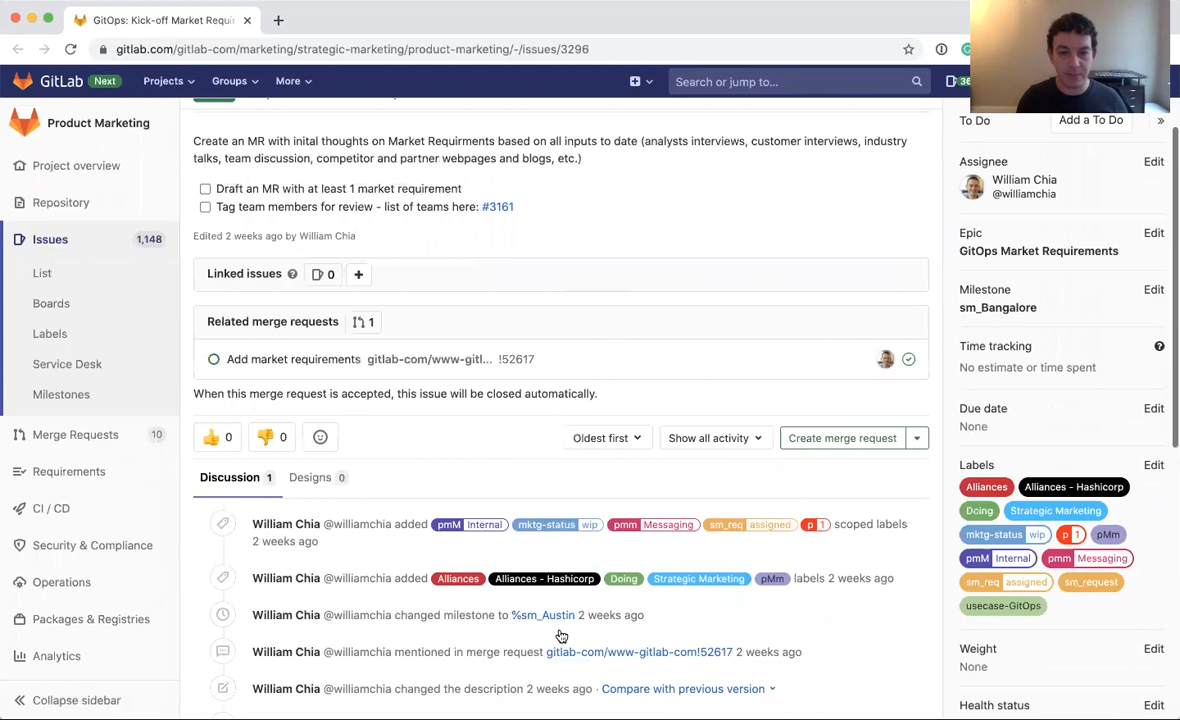 GitOps: Kick-off Market Requi
gitlab.com/gitlab-com/marketing/strategic-marketing/product-marketing/-/issues/3296
GitLab Next Projects Groups More Search or jump to... 36
Product Marketing
Project overview
Repository
Issues 1,148
List
Boards
Labels
Service Desk
Milestones
Merge Requests 10
Requirements
CI / CD
Security & Compliance
Operations
Packages & Registries
Analytics
Collapse sidebar
Create an MR with inital thoughts on Market Requirments based on all inputs to date (analysts interviews, customer interviews, industry
talks, team discussion, competitor and partner webpages and blogs, etc.)
Draft an MR with at least 1 market requirement
Tag team members for review - list of teams here: #3161
Edited 2 weeks ago by William Chia
Linked issues 0
Related merge requests 1
Add market requirements gitlab-com/www-gitl... !52617
When this merge request is accepted, this issue will be closed automatically.
0 0
Oldest first Show all activity Create merge request
Discussion 1 Designs 0
William Chia @williamchia added pmM Internal mktg-status wip pmm Messaging sm_req assigned p 1 scoped labels
2 weeks ago
William Chia @williamchia added Alliances Alliances - Hashicorp Doing Strategic Marketing pMm labels 2 weeks ago
William Chia @williamchia changed milestone to %sm_Austin 2 weeks ago
William Chia @williamchia mentioned in merge request gitlab-com/www-gitlab-com!52617 2 weeks ago
William Chia @williamchia changed the description 2 weeks ago · Compare with previous version
To Do Add a To Do
Assignee Edit
William Chia
@williamchia
Epic Edit
GitOps Market Requirements
Milestone Edit
sm_Bangalore
Time tracking
No estimate or time spent
Due date Edit
None
Labels Edit
Alliances Alliances - Hashicorp
Doing Strategic Marketing
mktg-status wip p 1 pMm
pmM Internal pmm Messaging
sm_req assigned sm_request
usecase-GitOps
Weight Edit
None
Health status Edit